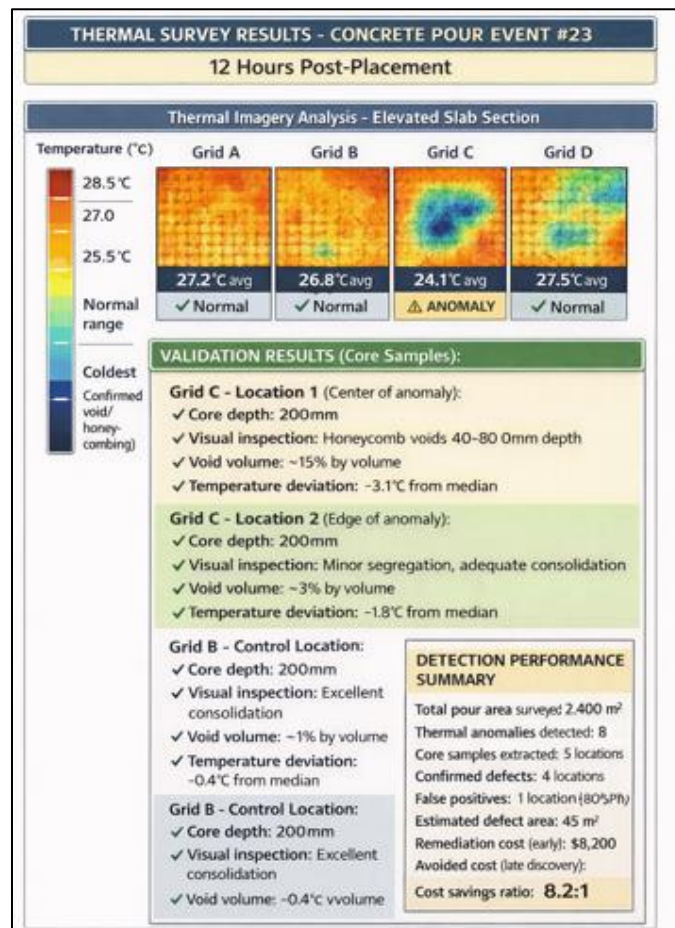 THERMAL SURVEY RESULTS - CONCRETE POUR EVENT #23
12 Hours Post-Placement
Thermal Imagery Analysis - Elevated Slab Section
Temperature (°C)
28.5°C
27.0
25.5°C
Normal
range
Coldest
Confirmed
void/
honey-
combing)
Grid A
27.2°C avg
✓ Normal
Grid B
26.8°C avg
✓ Normal
Grid C
24.1°C avg
⚠ ANOMALY
Grid D
27.5°C avg
✓ Normal
VALIDATION RESULTS (Core Samples):
Grid C - Location 1 (Center of anomaly):
✓ Core depth: 200mm
✓ Visual inspection: Honeycomb voids 40-80 0mm depth
✓ Void volume: ~15% by volume
✓ Temperature deviation: -3.1°C from median
Grid C - Location 2 (Edge of anomaly):
✓ Core depth: 200mm
✓ Visual inspection: Minor segregation, adequate consolidation
✓ Void volume: ~3% by volume
✓ Temperature deviation: -1.8°C from median
Grid B - Control Location:
✓ Core depth: 200mm
✓ Visual inspection: Excellent
consolidation
✓ Void volume: ~1% by vvolume
✓ Temperature deviation:
-0.4°C from median
Grid B - Control Location:
✓ Core depth: 200mm
✓ Visual inspection: Excellent
consolidation
✓ Void volume: -0.4°c vvolume
DETECTION PERFORMANCE
SUMMARY
Total pour area surveyed 2.400 m²
Thermal anomalies detected: 8
Core samples extracted: 5 locations
Confirmed defects: 4 locations
False positives: 1 location
Estimated defect area: 45 m²
Remediation cost (early): $8,200
Avoided cost (late discovery):
Cost savings ratio: 8.2:1